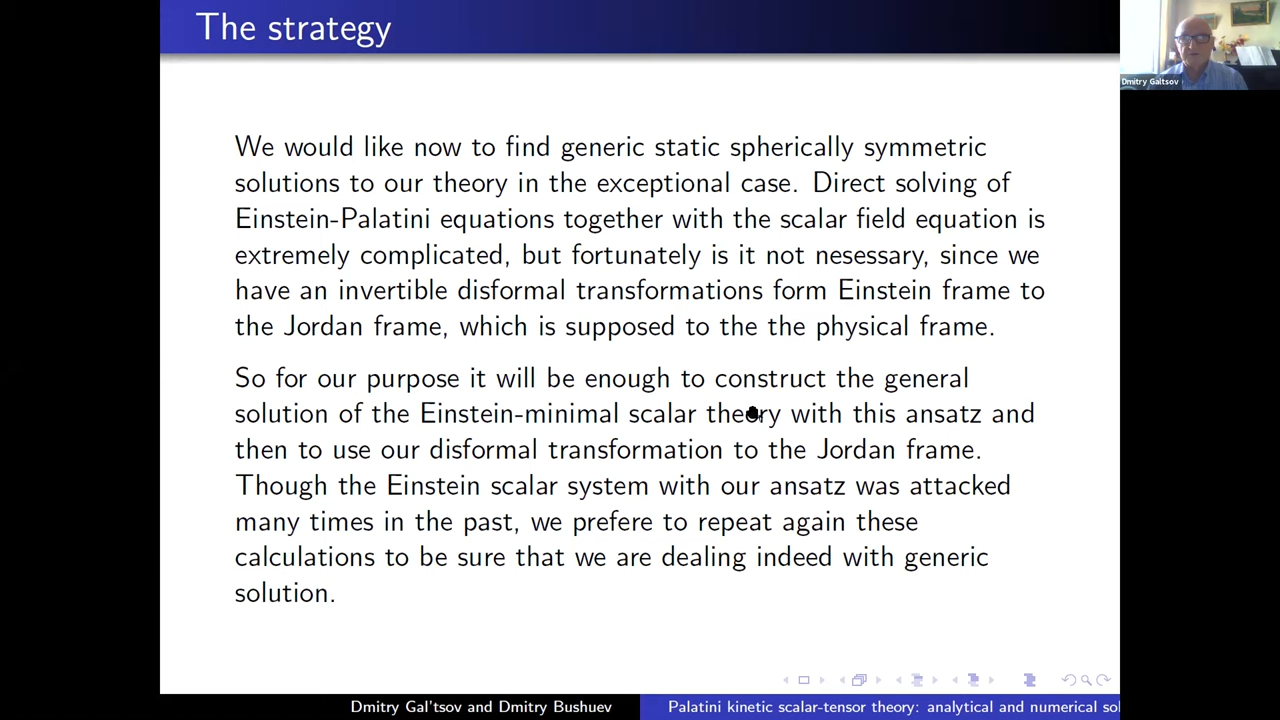 The strategy
Dmitry Galtsov
We would like now to find generic static spherically symmetric
solutions to our theory in the exceptional case. Direct solving of
Einstein-Palatini equations together with the scalar field equation is
extremely complicated, but fortunately is it not nesessary, since we
have an invertible disformal transformations form Einstein frame to
the Jordan frame, which is supposed to the the physical frame.
So for our purpose it will be enough to construct the general
solution of the Einstein-minimal scalar theory with this ansatz and
then to use our disformal transformation to the Jordan frame.
Though the Einstein scalar system with our ansatz was attacked
many times in the past, we prefere to repeat again these
calculations to be sure that we are dealing indeed with generic
solution.
Dmitry Gal'tsov and Dmitry Bushuev
Palatini kinetic scalar-tensor theory: analytical and numerical sol